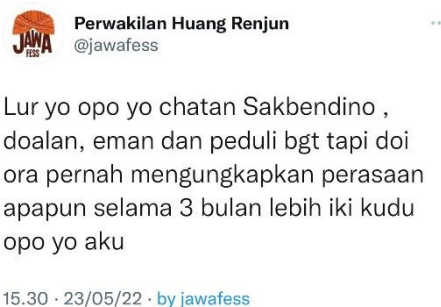 JAWA
FESS
Perwakilan Huang Renjun
@jawafess
Lur yo opo yo chatan Sakbendino ,
doalan, eman dan peduli bgt tapi doi
ora pernah mengungkapkan perasaan
apapun selama 3 bulan lebih iki kudu
opo yo aku
15.30 · 23/05/22 · by jawafess